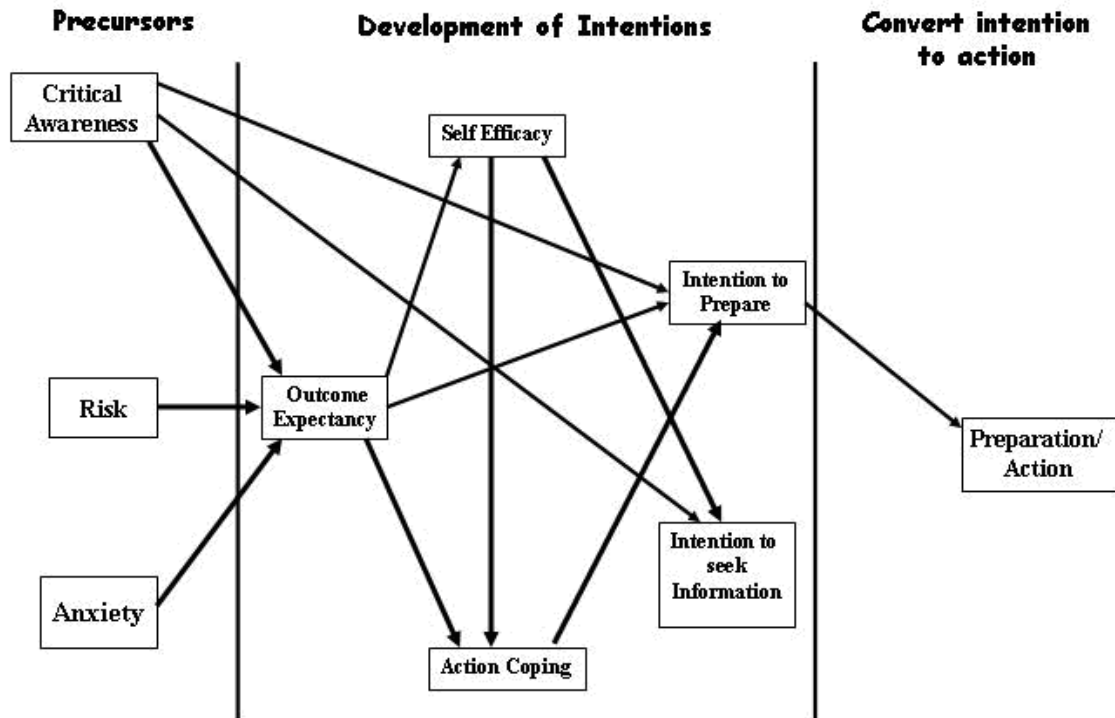 Precursors
Development of Intentions
Convert intention
to action
Critical
Awareness
Self Efficacy
Intention to
Prepare
Risk
Outcome
Expectancy
Preparation/
Action
Intention to
seek
Information
Anxiety
Action Coping